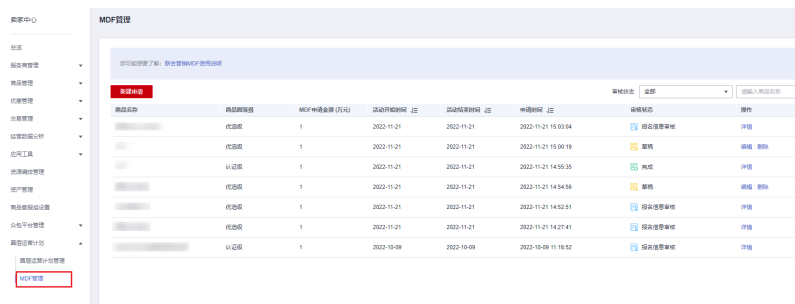 卖家中心
MDF管理
总览
服务商管理
商品管理
优惠管理
交易管理
运营数据分析
应用工具
资源编排管理
资产管理
商品客服组设置
众包平台管理
圆层运营计划
圆层运营计划管理
MDF管理
您可能想要了解：联合营销MDF使用说明
新建申请
审核状态 全部 请输入商品名称
商品名称 商品圆等级 MDF申请金额 (万元) 活动开始时间 活动结束时间 申请时间 审核状态 操作
优选级 1 2022-11-21 2022-11-21 2022-11-21 15:03:04 报名信息审核 详情
优选级 1 2022-11-21 2022-11-21 2022-11-21 15:00:19 草稿 编辑 删除
认证级 1 2022-11-21 2022-11-21 2022-11-21 14:55:35 完成 详情
优选级 1 2022-11-21 2022-11-21 2022-11-21 14:54:56 草稿 编辑 删除
优选级 1 2022-11-21 2022-11-21 2022-11-21 14:52:51 报名信息审核 详情
优选级 1 2022-11-21 2022-11-21 2022-11-21 14:27:41 报名信息审核 详情
认证级 1 2022-10-09 2022-10-09 2022-10-09 11:18:52 报名信息审核 详情